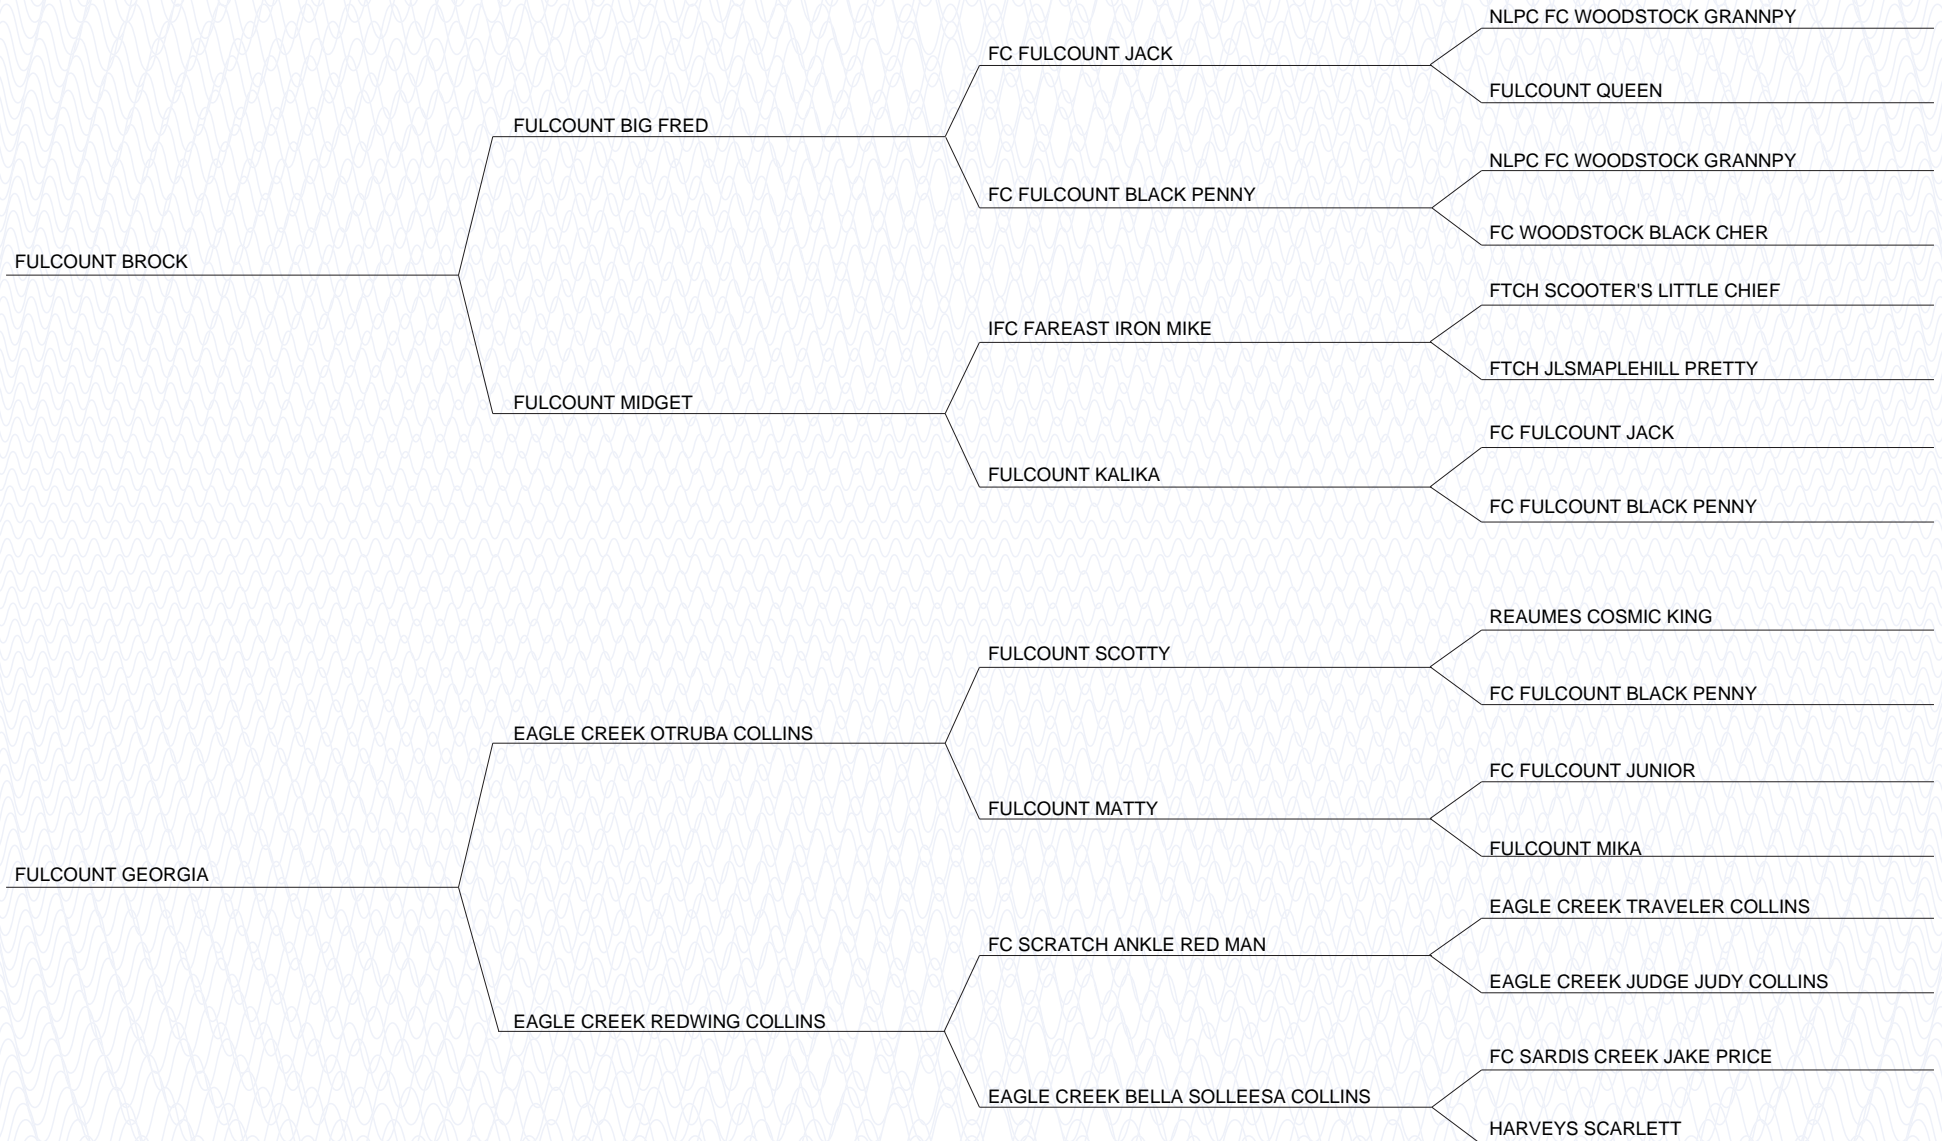 NLPC FC WOODSTOCK GRANNPY
FC FULCOUNT JACK
FULCOUNT QUEEN
FULCOUNT BIG FRED
NLPC FC WOODSTOCK GRANNPY
FC FULCOUNT BLACK PENNY
FC WOODSTOCK BLACK CHER
FULCOUNT BROCK
FTCH SCOOTER'S LITTLE CHIEF
IFC FAREAST IRON MIKE
FTCH JLSMAPLEHILL PRETTY
FULCOUNT MIDGET
FC FULCOUNT JACK
FULCOUNT KALIKA
FC FULCOUNT BLACK PENNY
REAUMES COSMIC KING
FULCOUNT SCOTTY
FC FULCOUNT BLACK PENNY
EAGLE CREEK OTRUBA COLLINS
FC FULCOUNT JUNIOR
FULCOUNT MATTY
FULCOUNT MIKA
FULCOUNT GEORGIA
EAGLE CREEK TRAVELER COLLINS
FC SCRATCH ANKLE RED MAN
EAGLE CREEK JUDGE JUDY COLLINS
EAGLE CREEK REDWING COLLINS
FC SARDIS CREEK JAKE PRICE
EAGLE CREEK BELLA SOLLEESA COLLINS
HARVEYS SCARLETT